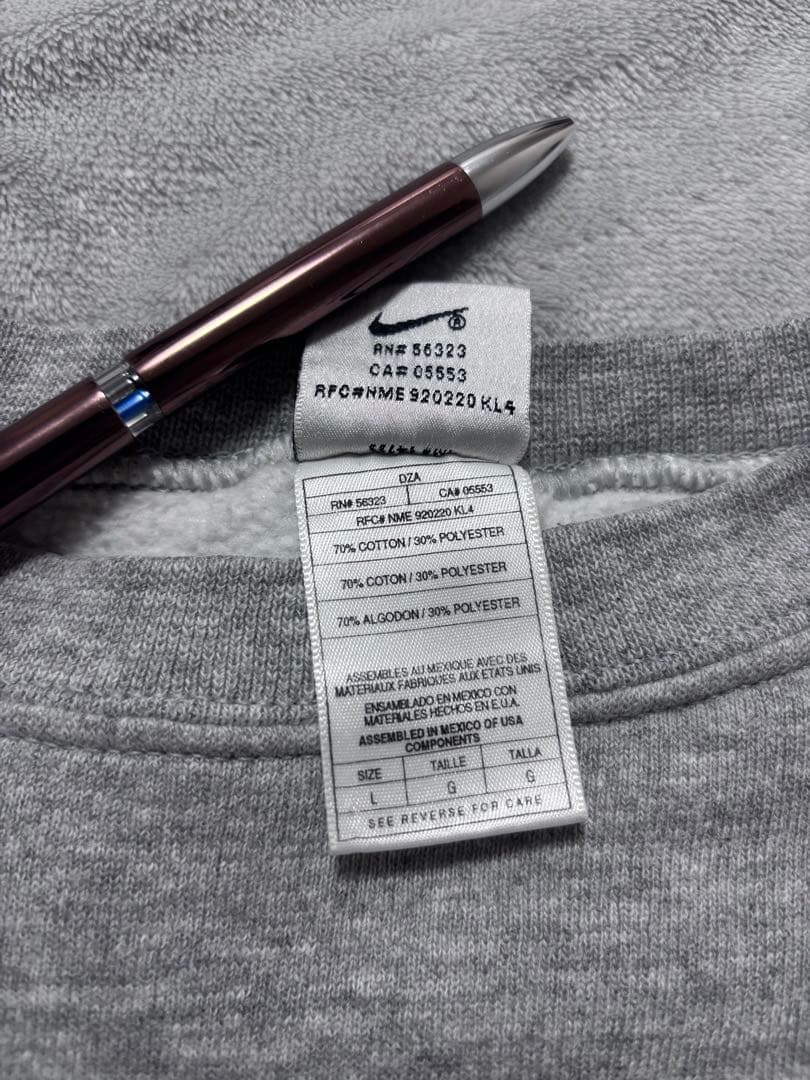 ®
RN# 56323
CA# 05553
RFC#NME 920220 KL4
DZA
RN# 56323 CA# 05553
RFC# NME 920220 KL4
70% COTTON / 30% POLYESTER
70% COTON / 30% POLYESTER
70% ALGODON / 30% POLYESTER
ASSEMBLES AU MEXIQUE AVEC DES
MATERIAUX FABRIQUES AUX ETATS UNIS
ENSAMBLADO EN MEXICO CON
MATERIALES HECHOS EN E.U.A.
ASSEMBLED IN MEXICO OF USA
COMPONENTS
SIZE TAILLE TALLA
L G G
SEE REVERSE FOR CARE